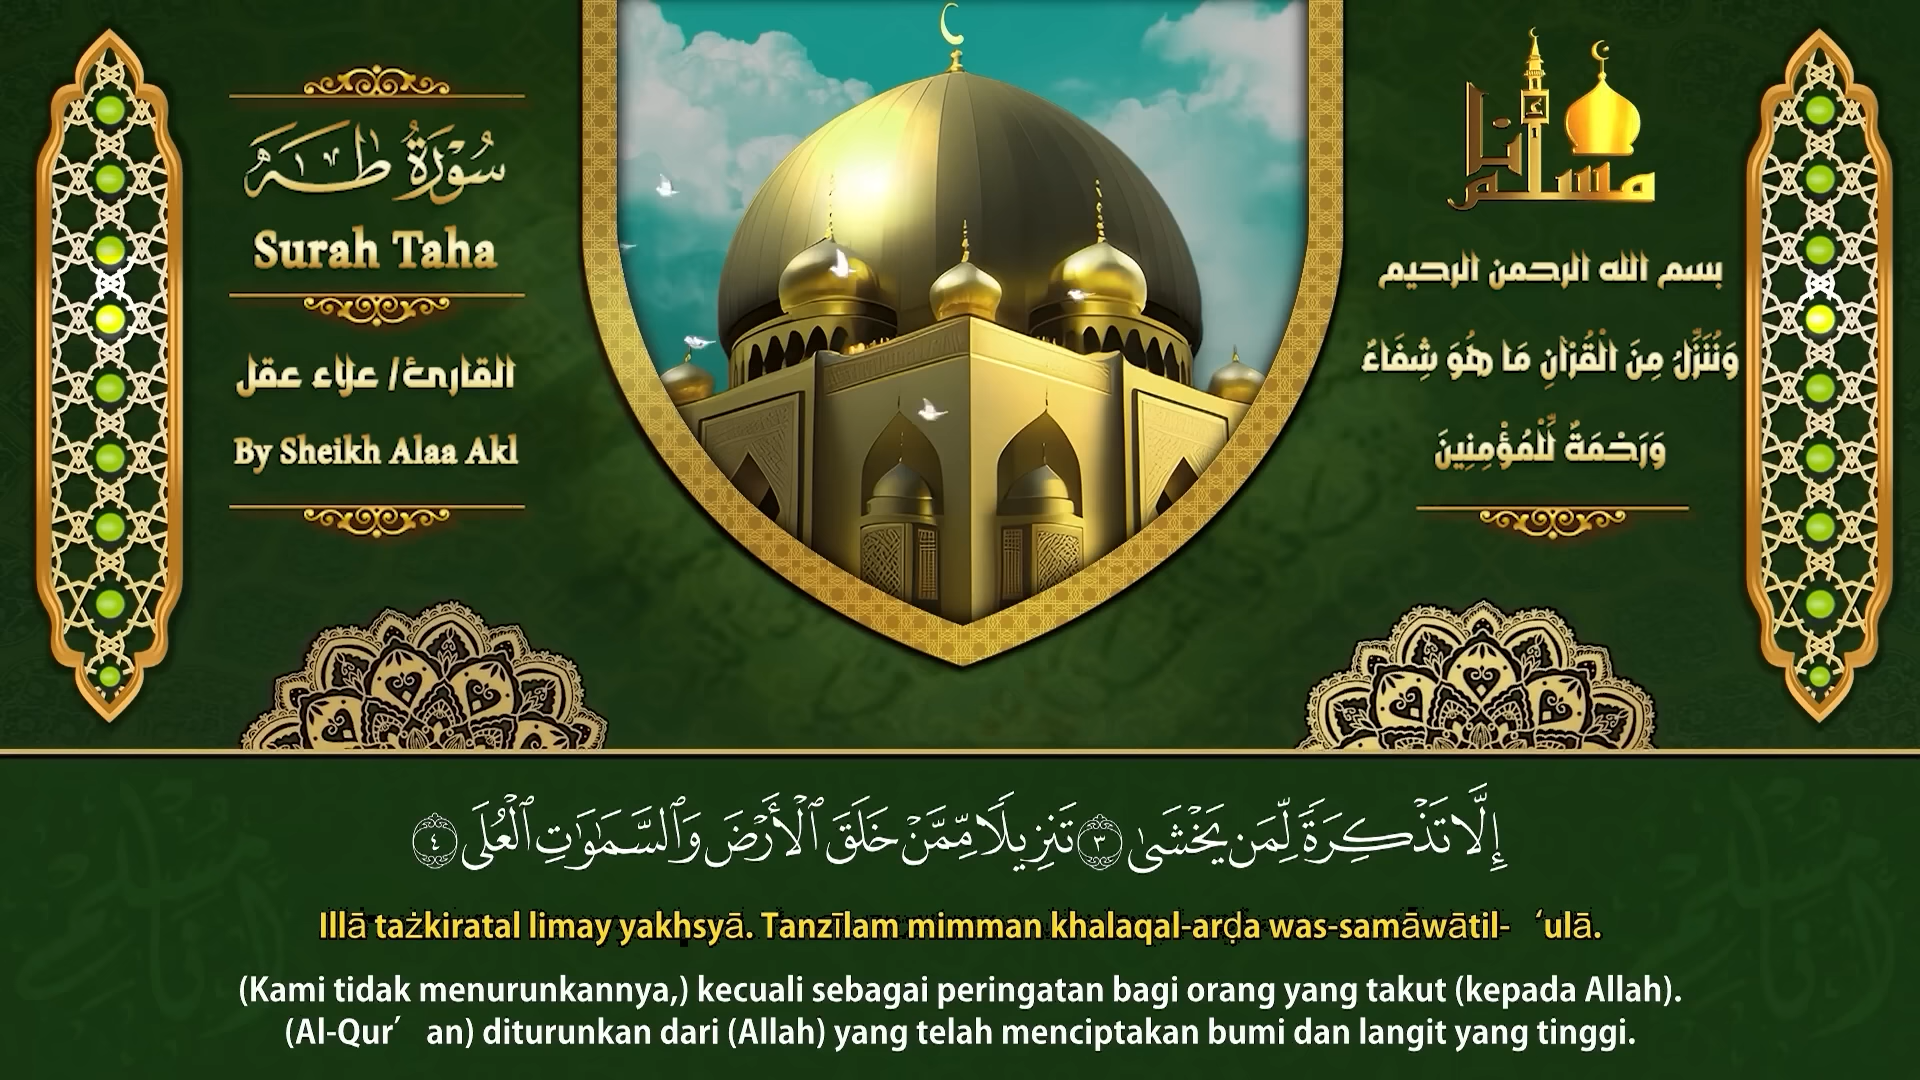 سُورَةُ طه
Surah Taha
القارئ/ علاء عقل
By Sheikh Alaa Akl
أنا مسلم
بسم الله الرحمن الرحيم
وَنُنَزِّلُ مِنَ الْقُرْآنِ مَا هُوَ شِفَاءٌ
وَرَحْمَةٌ لِّلْمُؤْمِنِينَ
إِلَّا تَذْكِرَةً لِّمَن يَخْشَىٰ ٣ تَنزِيلًا مِّمَّنْ خَلَقَ ٱلْأَرْضَ وَٱلسَّمَٰوَٰتِ ٱلْعُلَى ٤
Illā tażkiratal limay yakhsyā. Tanzīlam mimman khalaqal-arḍa was-samāwātil- ‘ulā.
(Kami tidak menurunkannya,) kecuali sebagai peringatan bagi orang yang takut (kepada Allah).
(Al-Qur’ an) diturunkan dari (Allah) yang telah menciptakan bumi dan langit yang tinggi.